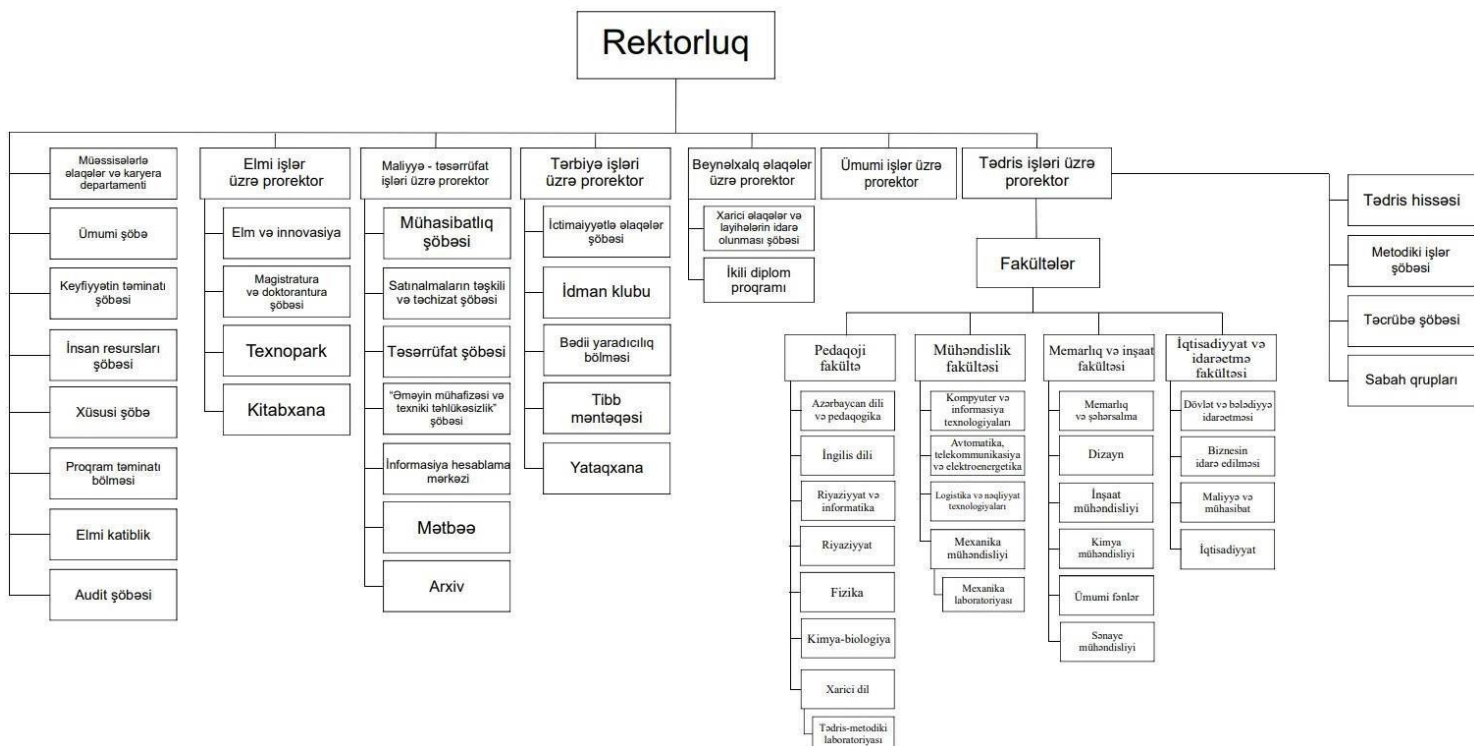 Rektorluq
Müəssisələrlə
əlaqələr və karyera
departamenti
Ümumi şöbə
Keyfiyyətin təminatı
şöbəsi
İnsan resursları
şöbəsi
Xüsusi şöbə
Proqram təminatı
bölməsi
Elmi katiblik
Audit şöbəsi
Elmi işlər
üzrə prorektor
Elm və innovasiya
Magistratura
və doktorantura
şöbəsi
Texnopark
Kitabxana
Maliyyə - təsərrüfat
işləri üzrə prorektor
Mühasibatlıq
şöbəsi
Satınalmaların təşkili
və təchizat şöbəsi
Təsərrüfat şöbəsi
“Əməyin mühafizəsi və
texniki təhlükəsizlik”
şöbəsi
İnformasiya hesablama
mərkəzi
Mətbəə
Arxiv
Tərbiyə işləri
üzrə prorektor
İctimaiyyətlə əlaqələr
şöbəsi
İdman klubu
Bədii yaradıcılıq
bölməsi
Tibb
məntəqəsi
Yataqxana
Beynəlxalq əlaqələr
üzrə prorektor
Xarici əlaqələr və
layihələrin idarə
olunması şöbəsi
İkili diplom
proqramı
Ümumi işlər üzrə
prorektor
Tədris işləri üzrə
prorektor
Fakültələr
Pedaqoji
fakültə
Azərbaycan dili
və pedaqogika
İngilis dili
Riyaziyyat və
informatika
Riyaziyyat
Fizika
Kimya-biologiya
Xarici dil
Tədris-metodiki
laboratoriyası
Mühəndislik
fakültəsi
Kompyuter və
informasiya
texnologiyaları
Avtomatika,
telekommunikasiya
və elektroenergetika
Logistika və nəqliyyat
texnologiyaları
Mexanika
mühəndisliyi
Mexanika
laboratoriyası
Memarlıq və inşaat
fakültəsi
Memarlıq
və şəhərsalma
Dizayn
İnşaat
mühəndisliyi
Kimya
mühəndisliyi
Ümumi fənlər
Sənaye
mühəndisliyi
İqtisadiyyat və
idarəetmə
fakültəsi
Dövlət və bələdiyyə
idarəetməsi
Biznesin
idarə edilməsi
Maliyyə və
mühasibat
İqtisadiyyat
Tədris hissəsi
Metodiki işlər
şöbəsi
Təcrübə şöbəsi
Sabah qrupları